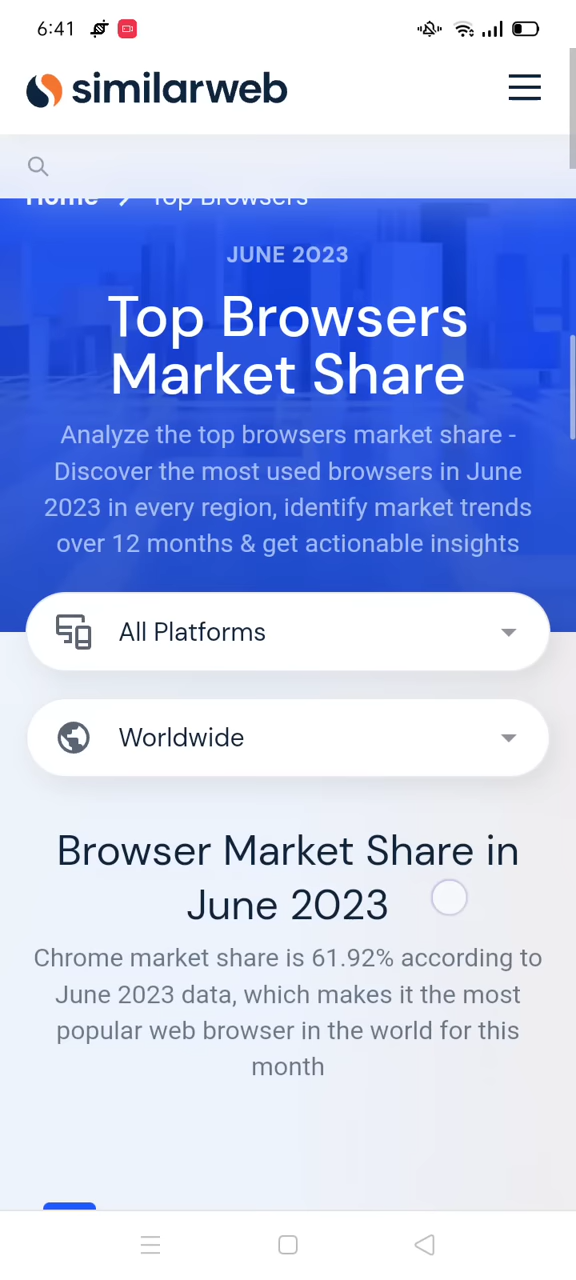 6:41
similarweb
Home > Top Browsers
JUNE 2023
Top Browsers
Market Share
Analyze the top browsers market share -
Discover the most used browsers in June
2023 in every region, identify market trends
over 12 months & get actionable insights
All Platforms
Worldwide
Browser Market Share in
June 2023
Chrome market share is 61.92% according to
June 2023 data, which makes it the most
popular web browser in the world for this
month